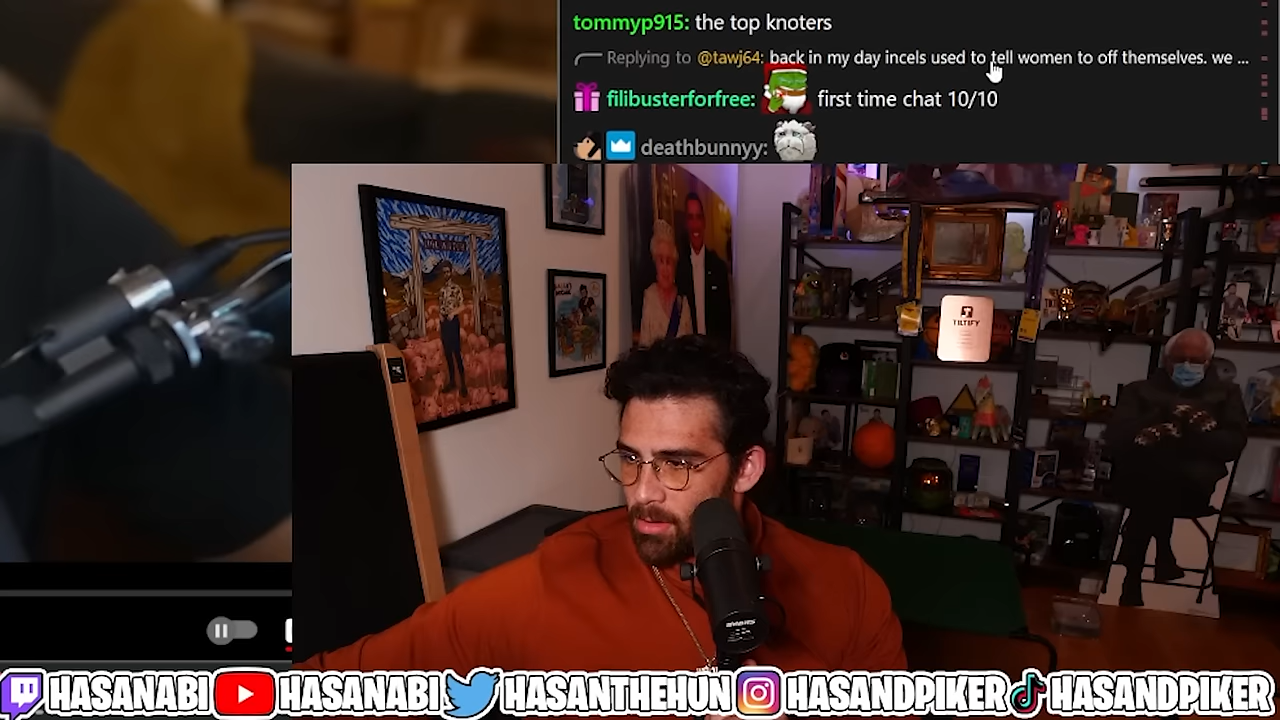 tommyp915: the top knoters
Replying to @tawj64: back in my day incels used to tell women to off themselves. we ...
filibusterforfree: first time chat 10/10
deathbunnyy:
TILTIFY
HASANABI HASANABI HASANTHEHUN HASANDPIKER HASANDPIKER